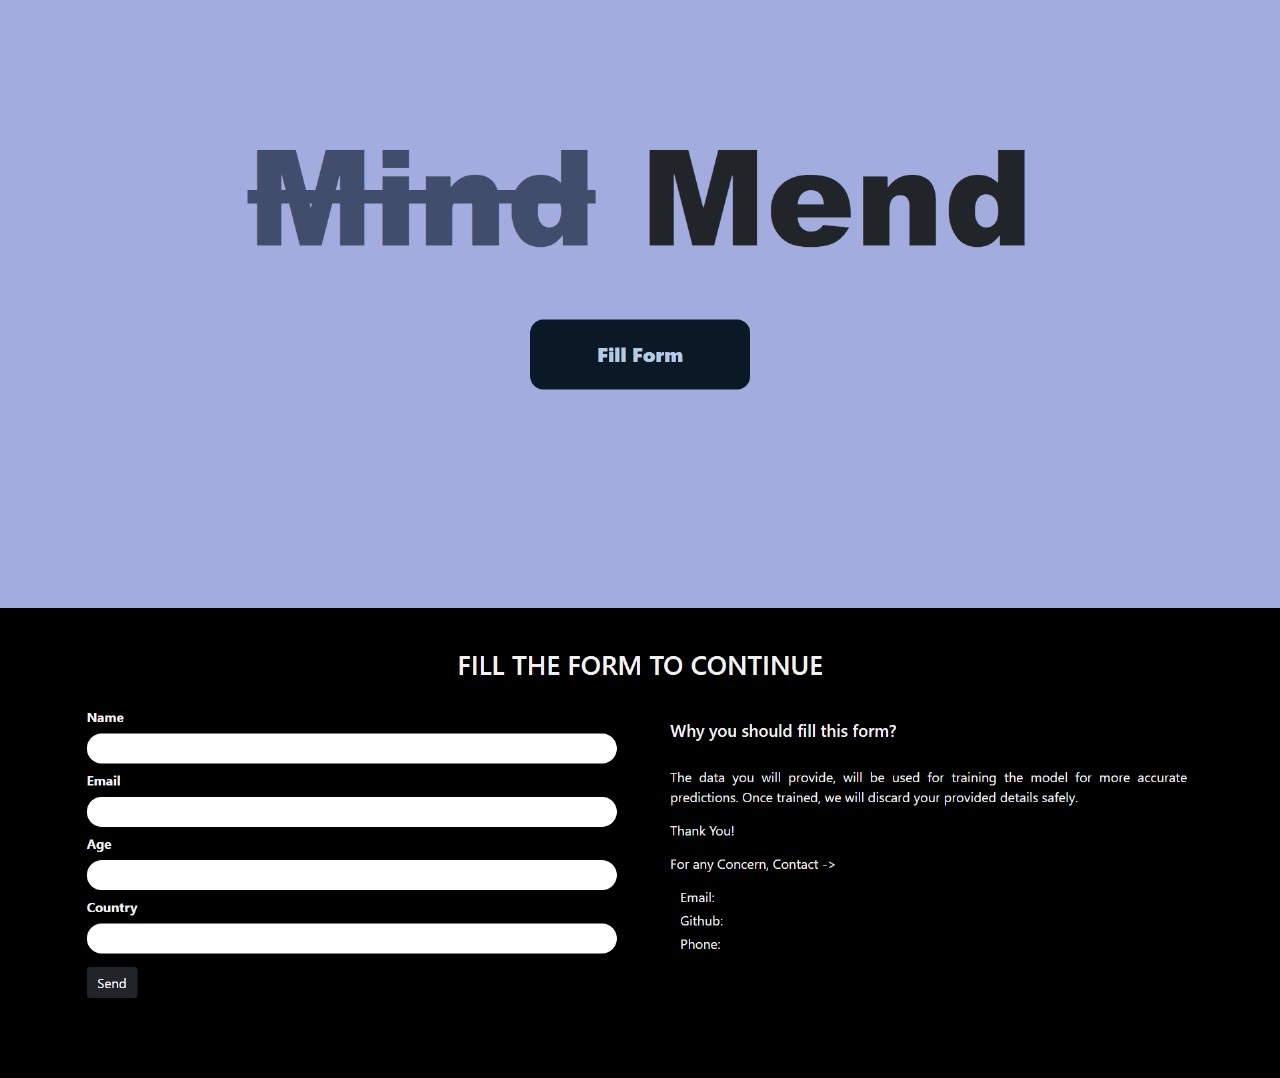 Mind Mend
Fill Form
FILL THE FORM TO CONTINUE
Name
Email
Age
Country
Send
Why you should fill this form?
The data you will provide, will be used for training the model for more accurate
predictions. Once trained, we will discard your provided details safely.
Thank You!
For any Concern, Contact ->
Email:
Github:
Phone: